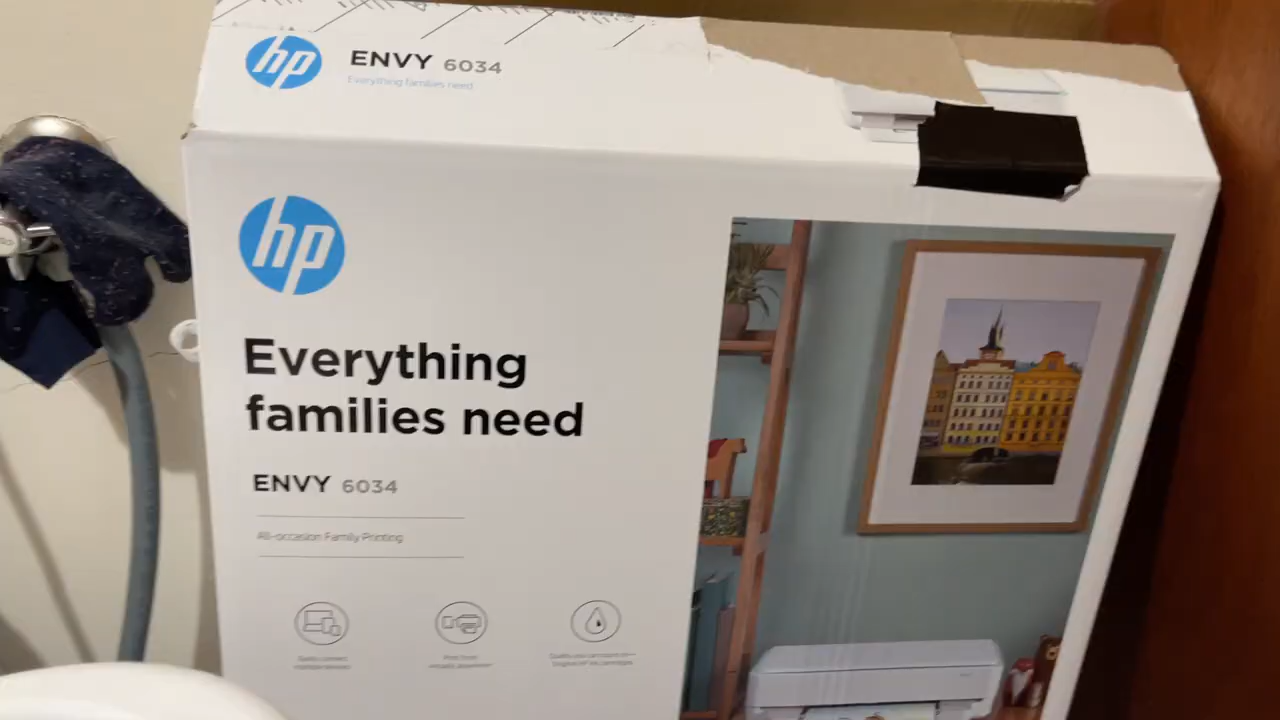 hp
ENVY 6034
Everything families need
hp
Everything
families need
ENVY 6034
All-occasion Family Printing